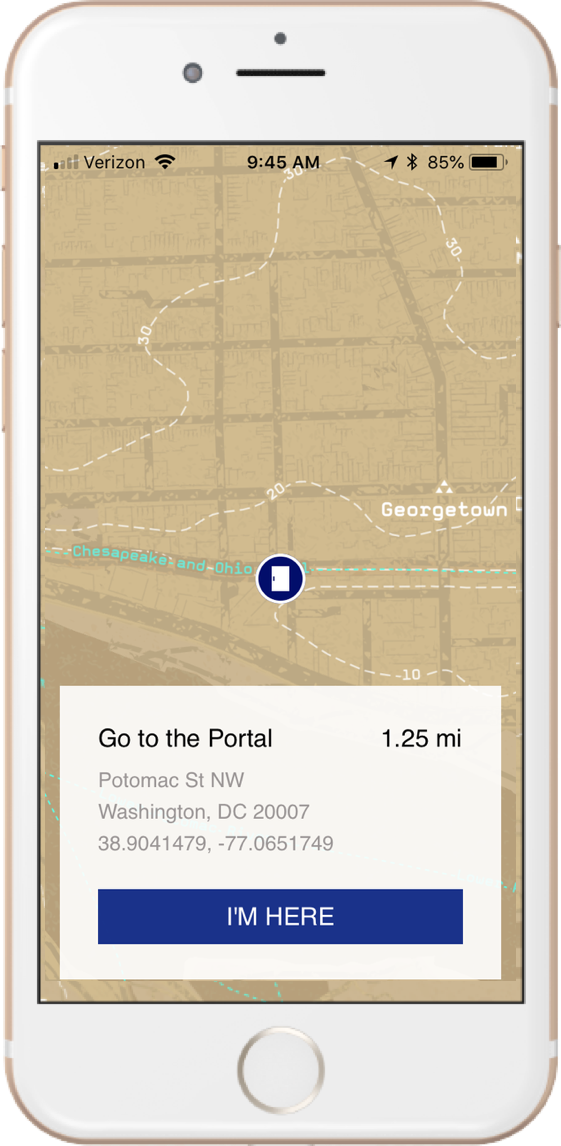 Verizon 9:45 AM 85%
30
30
30
20
Georgetown
Chesapeake and Ohio
10
Go to the Portal 1.25 mi
Potomac St NW
Washington, DC 20007
38.9041479, -77.0651749
I'M HERE